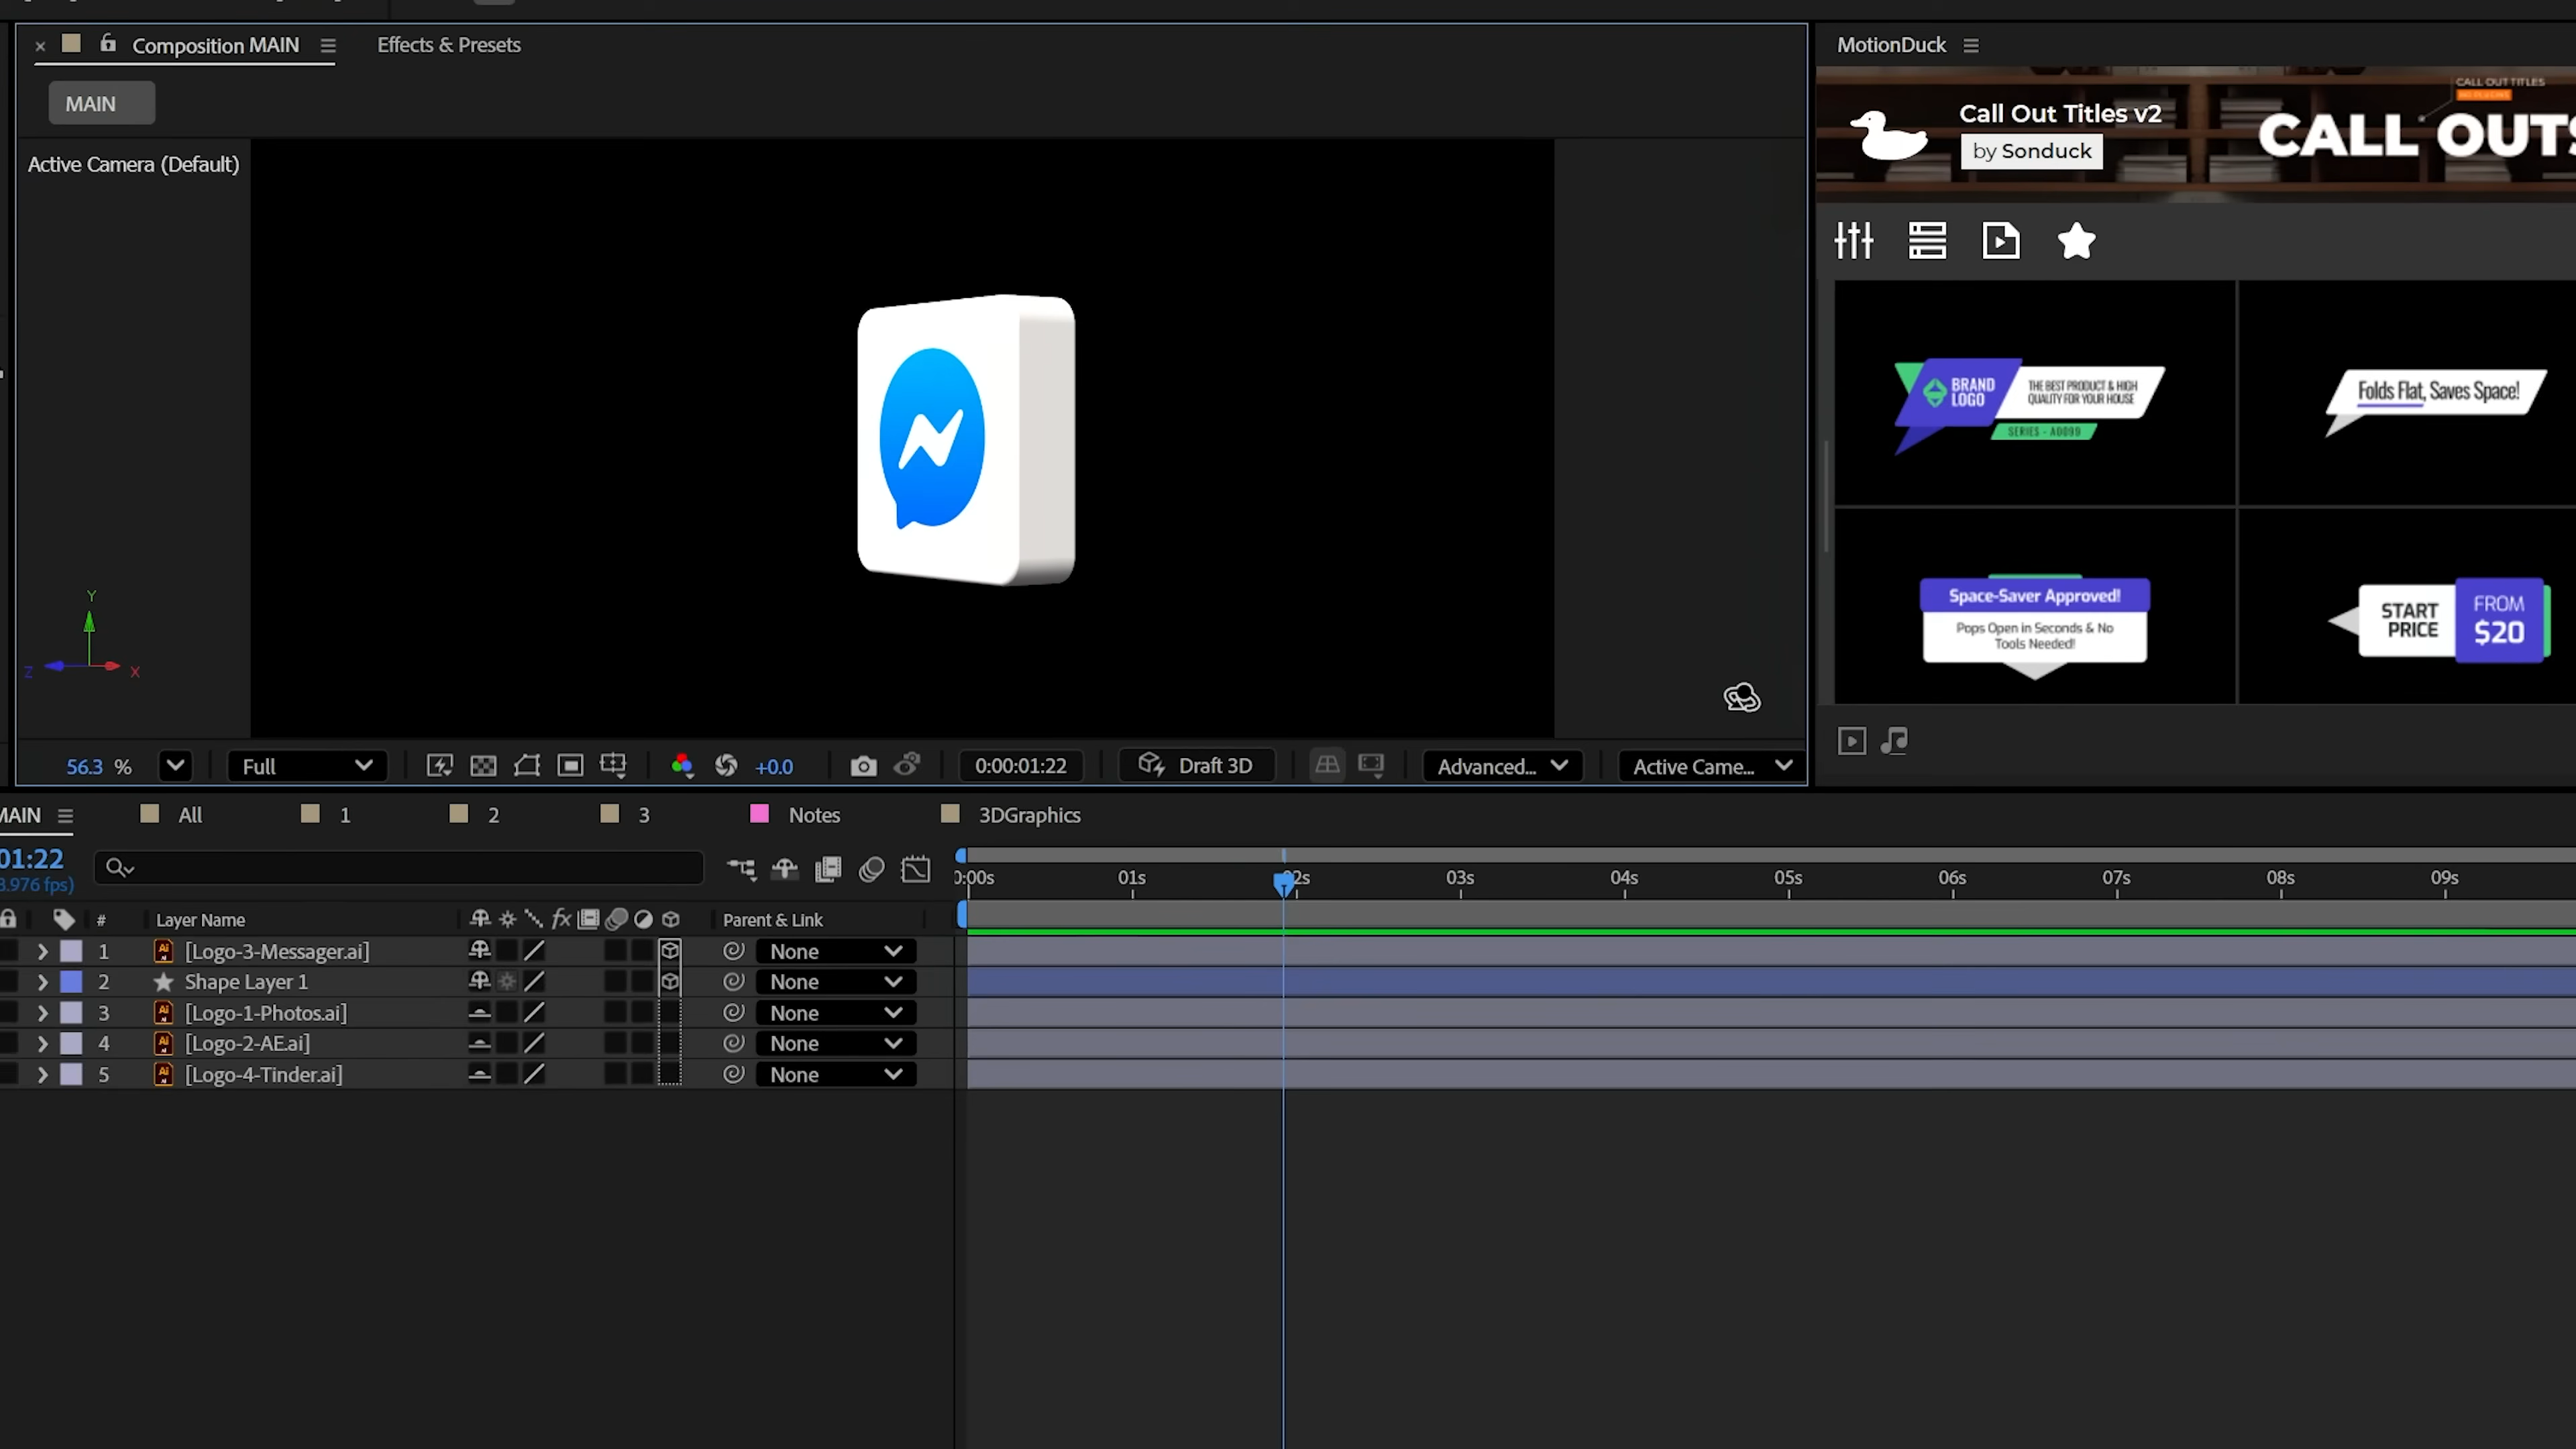 Composition MAIN
Effects & Presets
MAIN
Active Camera (Default)
Y
Z
X
56.3 %
Full
+0.0
0:00:01:22
Draft 3D
Advanced...
Active Came...
MotionDuck
Call Out Titles v2
by Sonduck
CALL OUT TITLES
CALL OUTS
BRAND
LOGO
THE BEST PRODUCT & HIGH
QUALITY FOR YOUR HOUSE
SERIES - A0099
Folds Flat, Saves Space!
Space-Saver Approved!
Pops Open in Seconds & No
Tools Needed!
START
PRICE
FROM
$20
MAIN
All
1
2
3
Notes
3DGraphics
01:22
3.976 fps)
0:00s
01s
02s
03s
04s
05s
06s
07s
08s
09s
#
Layer Name
fx
Parent & Link
1 [Logo-3-Messager.ai] None
2 Shape Layer 1 None
3 [Logo-1-Photos.ai] None
4 [Logo-2-AE.ai] None
5 [Logo-4-Tinder.ai] None